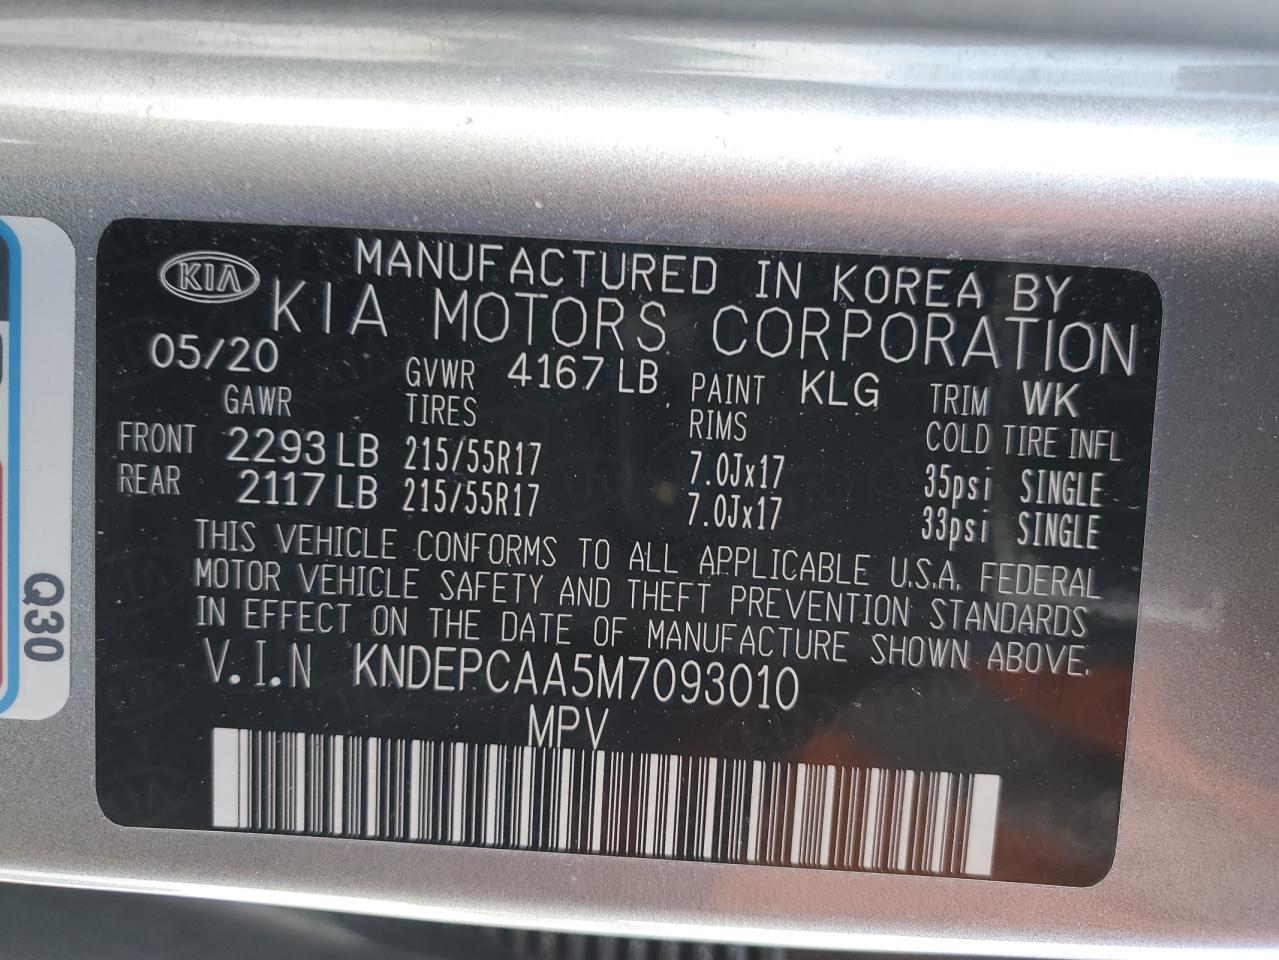 KIA
MANUFACTURED IN KOREA BY
KIA MOTORS CORPORATION
05/20 GVWR 4167 LB PAINT KLG TRIM WK
GAWR TIRES RIMS COLD TIRE INFL
FRONT 2293 LB 215/55R17 7.0Jx17 35psi SINGLE
REAR 2117 LB 215/55R17 7.0Jx17 33psi SINGLE
THIS VEHICLE CONFORMS TO ALL APPLICABLE U.S.A. FEDERAL
MOTOR VEHICLE SAFETY AND THEFT PREVENTION STANDARDS
IN EFFECT ON THE DATE OF MANUFACTURE SHOWN ABOVE.
V.I.N KNDEPCAA5M7093010
MPV
Q30